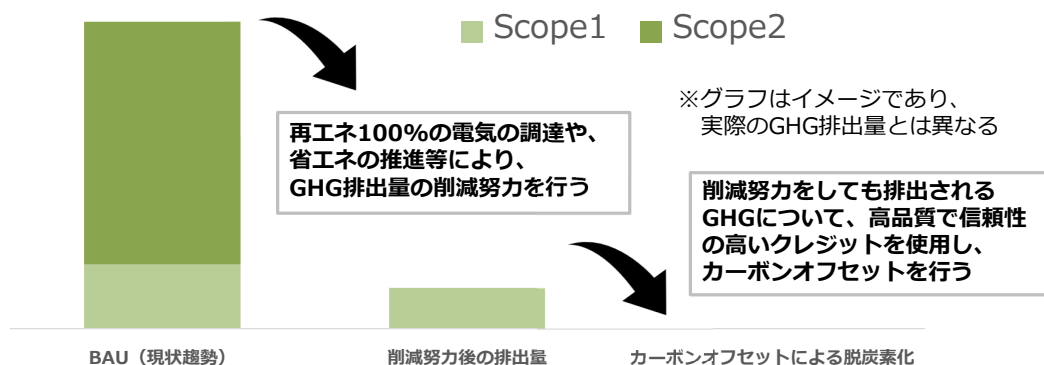 Scope1 Scope2
※グラフはイメージであり、
実際のGHG排出量とは異なる
再エネ100%の電気の調達や、
省エネの推進等により、
GHG排出量の削減努力を行う
削減努力をしても排出される
GHGについて、高品質で信頼性
の高いクレジットを使用し、
カーボンオフセットを行う
BAU（現状趨勢）
削減努力後の排出量
カーボンオフセットによる脱炭素化